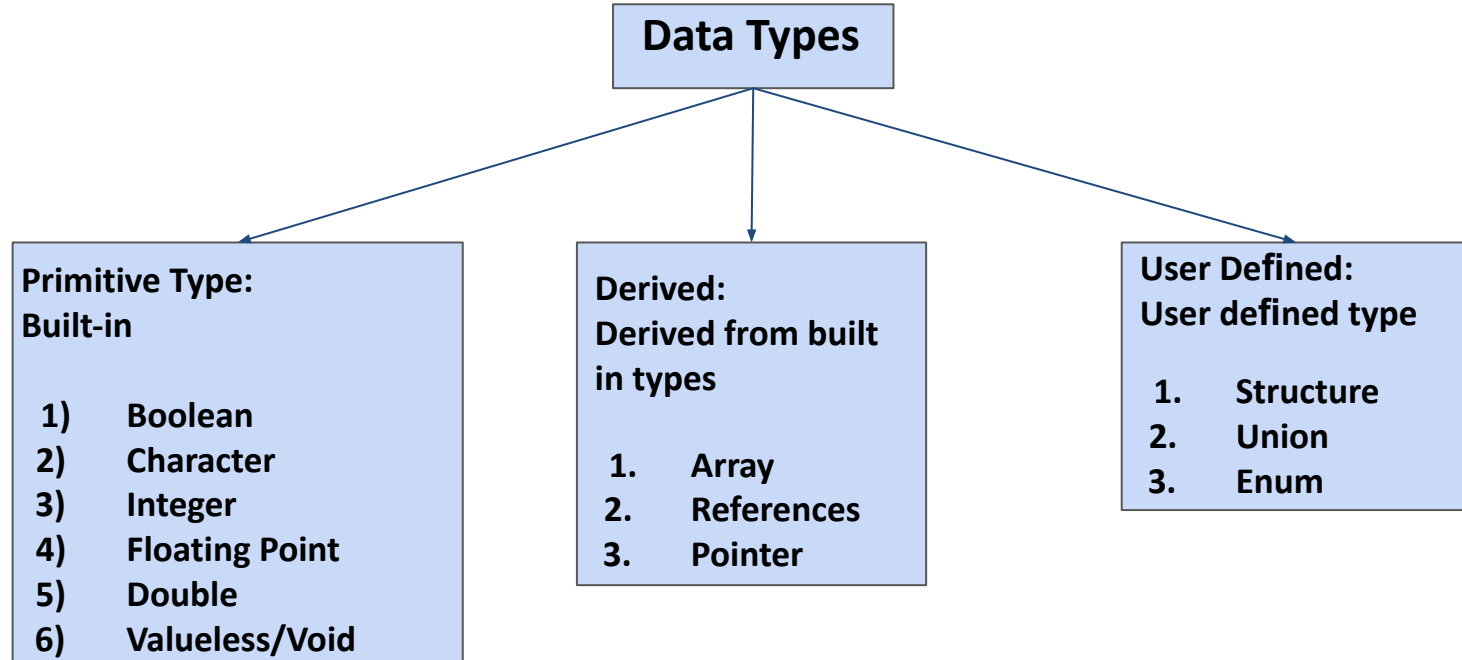 Data Types
Primitive Type:
Built-in
1) Boolean
2) Character
3) Integer
4) Floating Point
5) Double
6) Valueless/Void
Derived:
Derived from built
in types
1. Array
2. References
3. Pointer
User Defined:
User defined type
1. Structure
2. Union
3. Enum